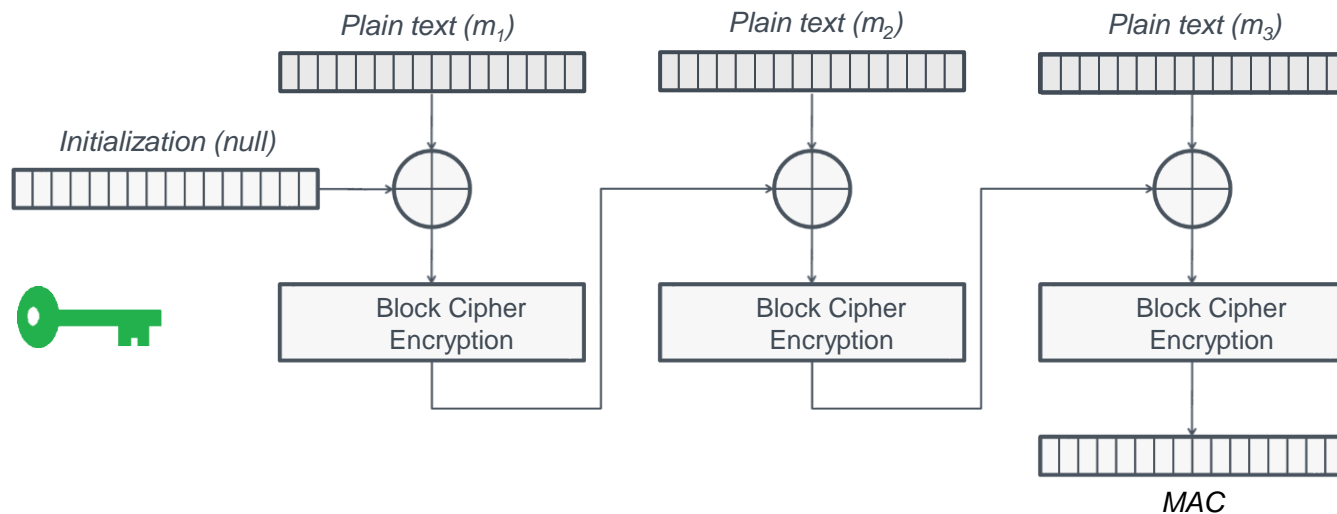 Plain text (m₁)
Plain text (m₂)
Plain text (m₃)
Initialization (null)
Block Cipher
Encryption
Block Cipher
Encryption
Block Cipher
Encryption
MAC